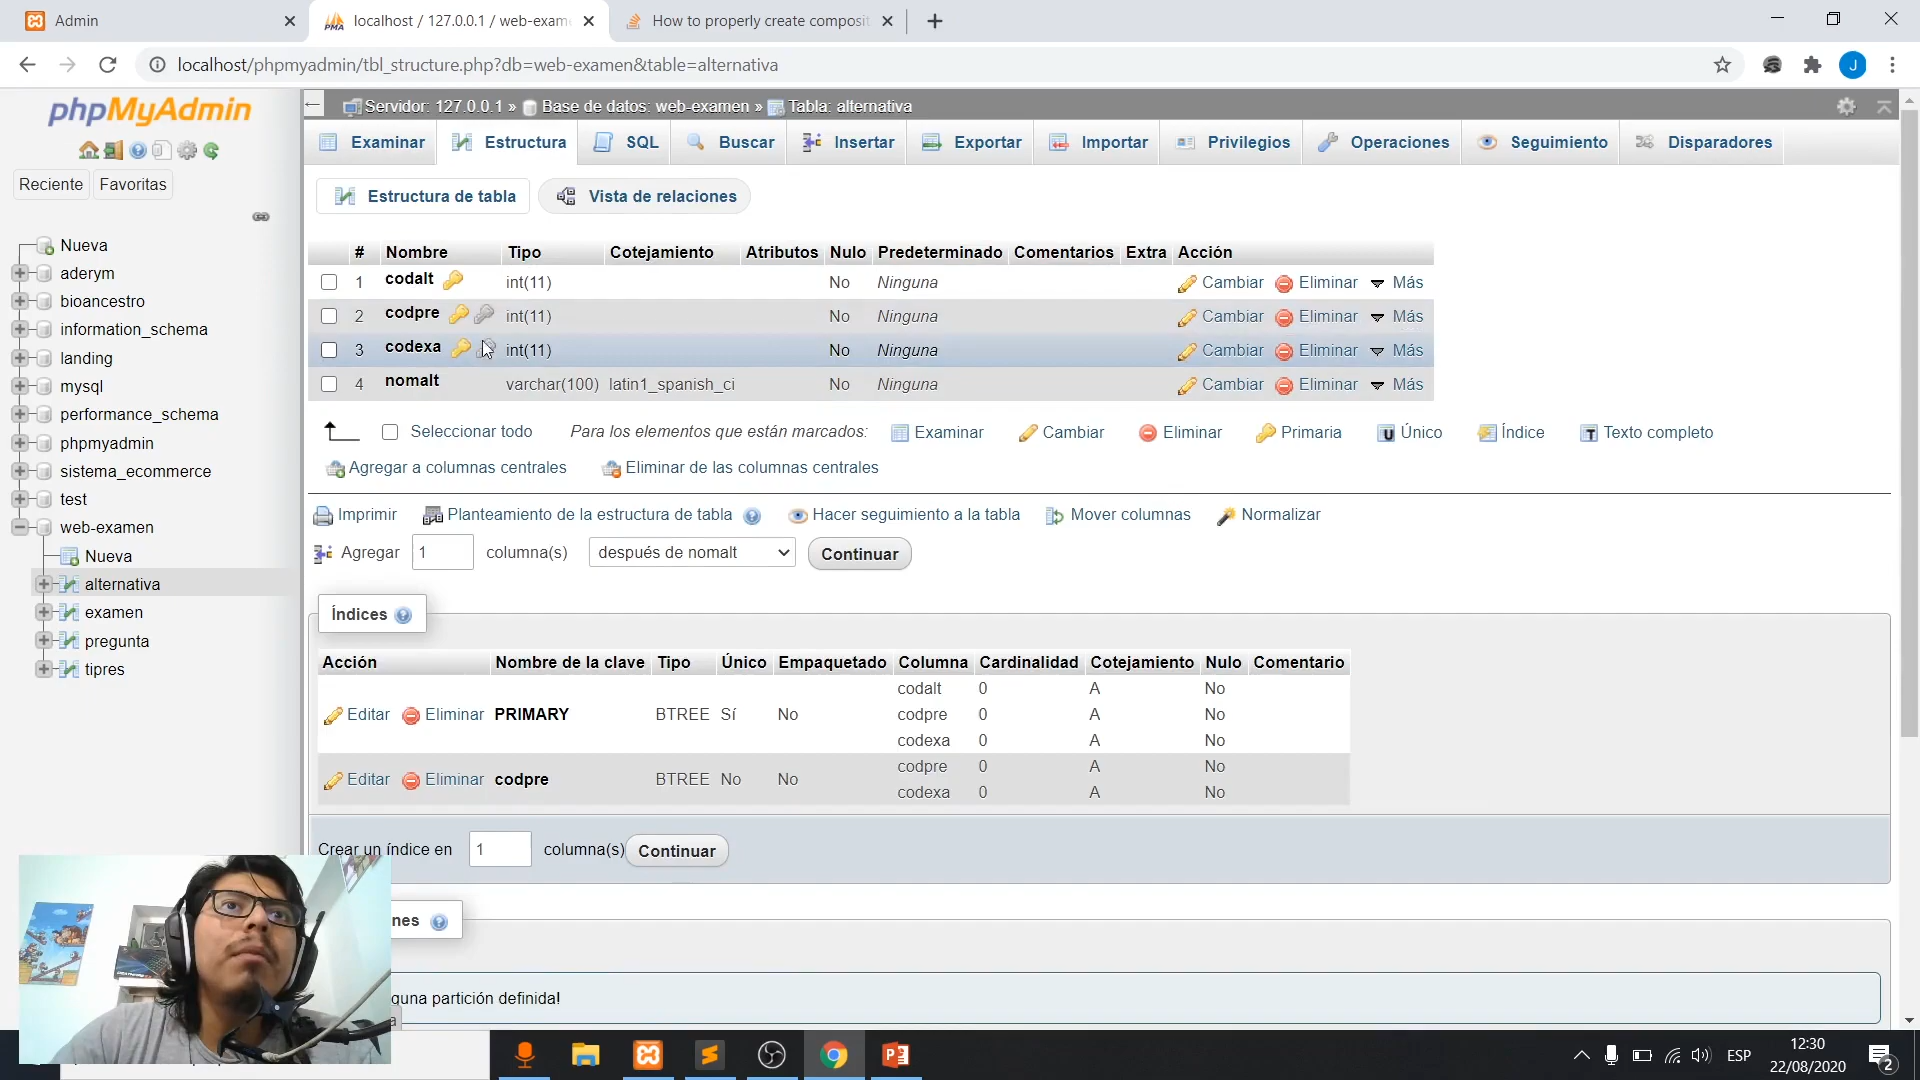 Admin
localhost / 127.0.0.1 / web-exam
How to properly create composit
localhost/phpmyadmin/tbl_structure.php?db=web-examen&table=alternativa
J
phpMyAdmin
Reciente
Favoritas
Nueva
aderym
bioancestro
information_schema
landing
mysql
performance_schema
phpmyadmin
sistema_ecommerce
test
web-examen
Nueva
alternativa
examen
pregunta
tipres
Servidor: 127.0.0.1 » Base de datos: web-examen » Tabla: alternativa
Examinar Estructura SQL Buscar Insertar Exportar Importar Privilegios Operaciones Seguimiento Disparadores
Estructura de tabla Vista de relaciones
# Nombre Tipo Cotejamiento Atributos Nulo Predeterminado Comentarios Extra Acción
1 codalt int(11) No Ninguna Cambiar Eliminar Más
2 codpre int(11) No Ninguna Cambiar Eliminar Más
3 codexa int(11) No Ninguna Cambiar Eliminar Más
4 nomalt varchar(100) latin1_spanish_ci No Ninguna Cambiar Eliminar Más
Seleccionar todo Para los elementos que están marcados: Examinar Cambiar Eliminar Primaria Único Índice Texto completo
Agregar a columnas centrales Eliminar de las columnas centrales
Imprimir Planteamiento de la estructura de tabla Hacer seguimiento a la tabla Mover columnas Normalizar
Agregar 1 columna(s) después de nomalt Continuar
Índices
Acción Nombre de la clave Tipo Único Empaquetado Columna Cardinalidad Cotejamiento Nulo Comentario
codalt 0 A No
Editar Eliminar PRIMARY BTREE Sí No codpre 0 A No
codexa 0 A No
codpre 0 A No
Editar Eliminar codpre BTREE No No
codexa 0 A No
Crear un índice en 1 columna(s) Continuar
nes
guna partición definida!
ESP
12:30
22/08/2020
2